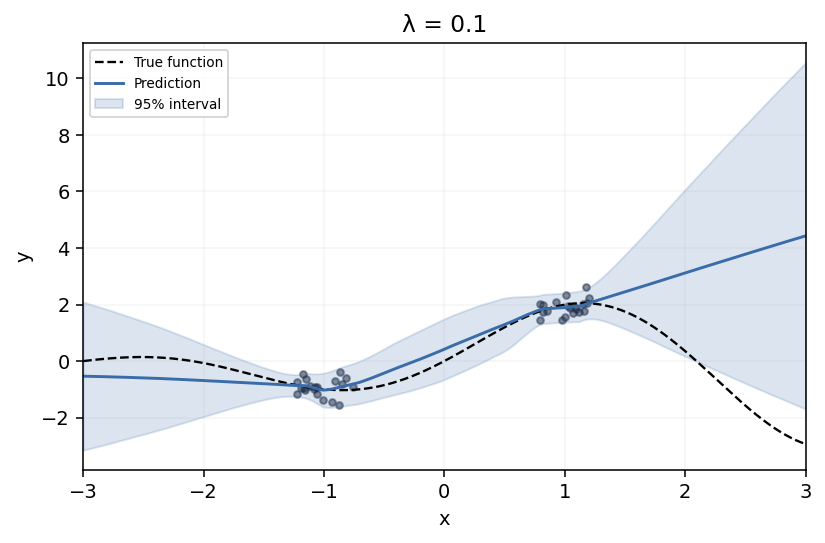 λ = 0.1
True function
Prediction
95% interval
y
10
8
6
4
2
0
−2
−3 −2 −1 0 1 2 3
x